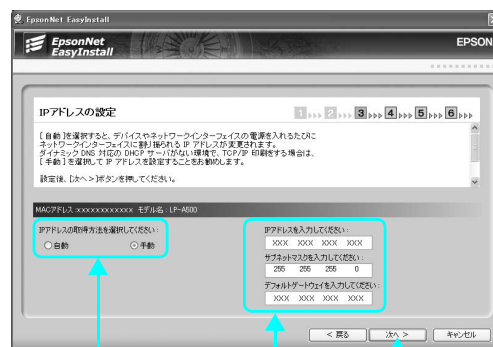 EpsonNet EasyInstall
EpsonNet
EasyInstall
EPSON
IPアドレスの設定
1 2 3 4 5 6
[自動]を選択すると、デバイスやネットワークインターフェイスの電源を入れるたびに
ネットワークインターフェイスに割り振られる IP アドレスが変更されます。
ダイナミック DNS 対応の DHCP サーバがない環境で、TCP/IP 印刷をする場合は、
[手動]を選択して IP アドレスを設定することをお勧めします。
設定後、[次へ >]ボタンを押してください。
MACアドレス :xxxxxxxxxxxx モデル名 : LP-A500
IPアドレスの取得方法を選択してください:
自動 手動
IPアドレスを入力してください:
XXX XXX XXX XXX
サブネットマスクを入力してください:
255 255 255 0
デフォルトゲートウェイを入力してください:
XXX XXX XXX XXX
< 戻る 次へ > キャンセル